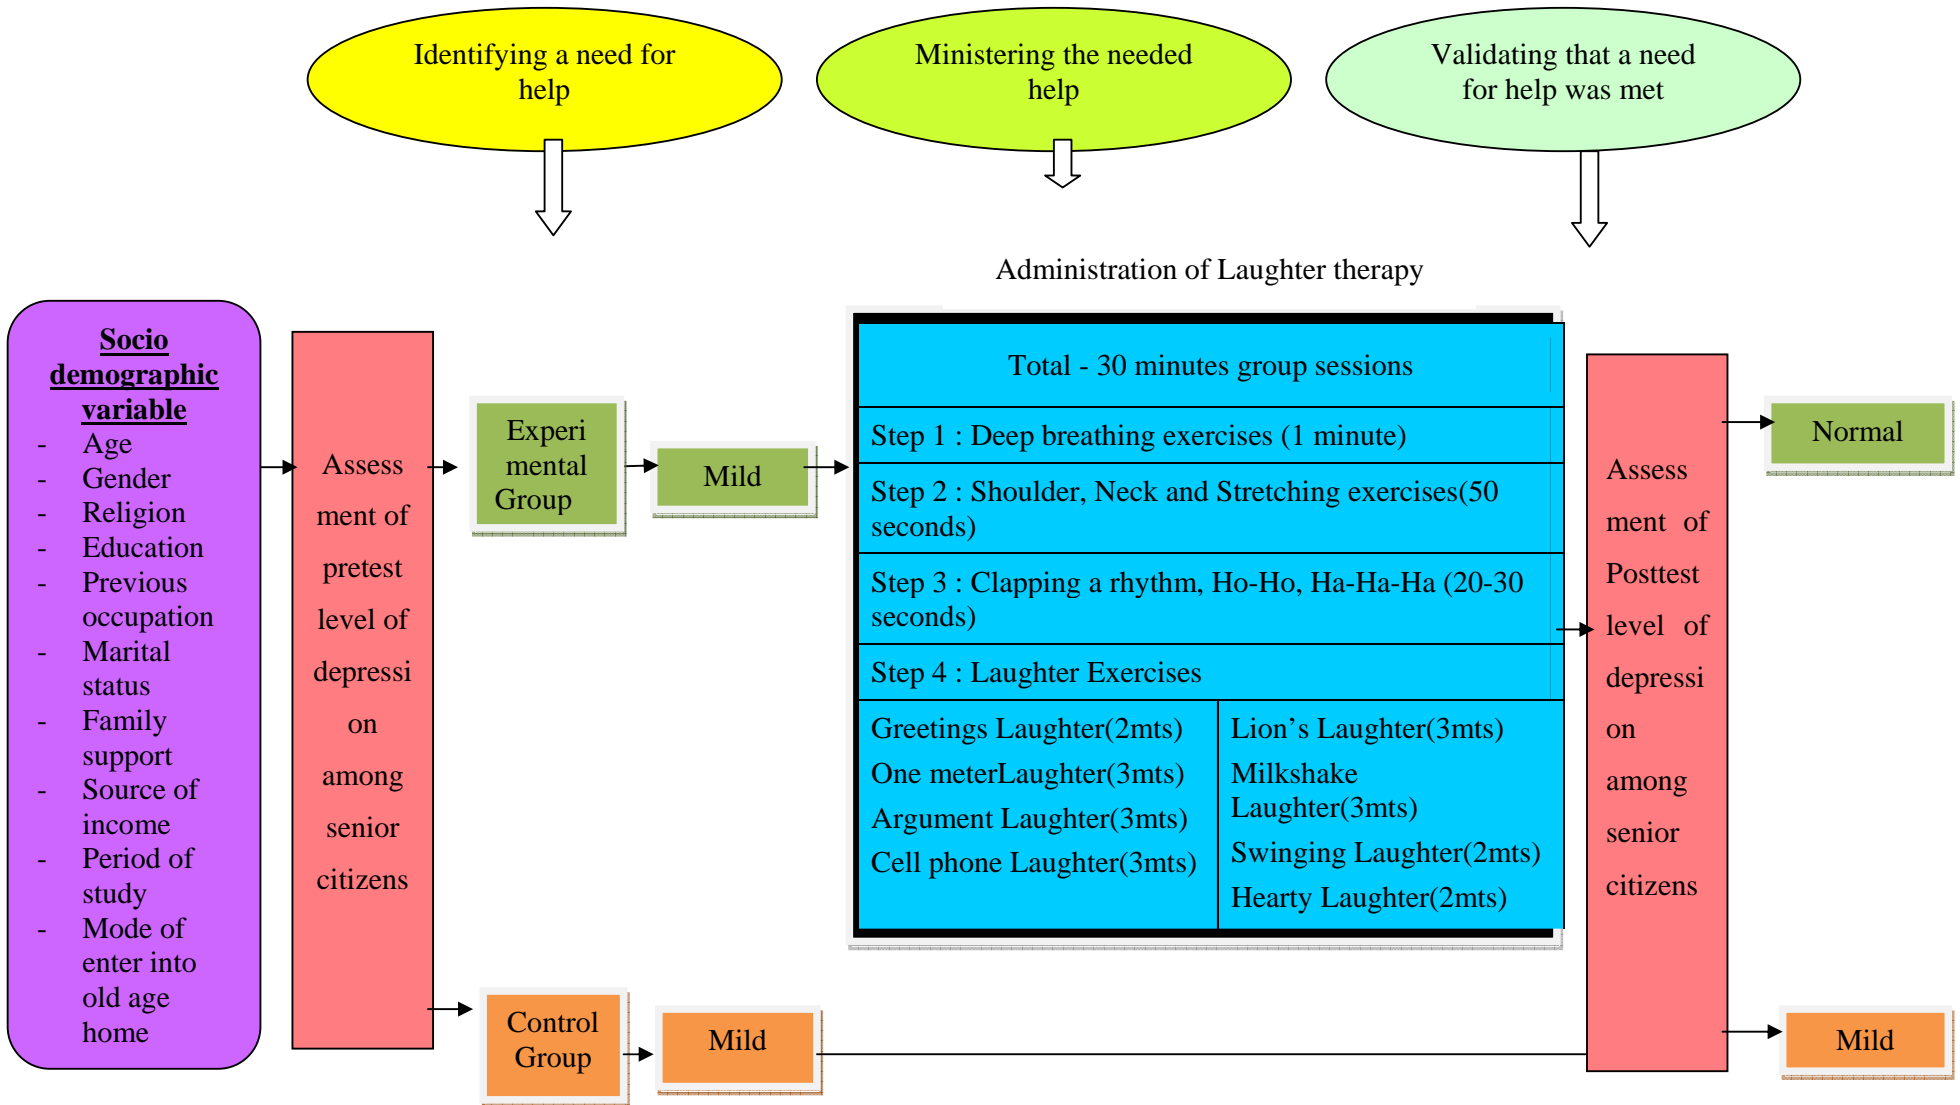 Identifying a need for
help
Ministering the needed
help
Validating that a need
for help was met
Administration of Laughter therapy
Socio
demographic
variable
- Age
- Gender
- Religion
- Education
- Previous
occupation
- Marital
status
- Family
support
- Source of
income
- Period of
study
- Mode of
enter into
old age
home
Assess
ment of
pretest
level of
depressi
on
among
senior
citizens
Experi
mental
Group
Mild
Control
Group
Mild
Total - 30 minutes group sessions
Step 1 : Deep breathing exercises (1 minute)
Step 2 : Shoulder, Neck and Stretching exercises(50
seconds)
Step 3 : Clapping a rhythm, Ho-Ho, Ha-Ha-Ha (20-30
seconds)
Step 4 : Laughter Exercises
Greetings Laughter(2mts)
One meterLaughter(3mts)
Argument Laughter(3mts)
Cell phone Laughter(3mts)
Lion’s Laughter(3mts)
Milkshake
Laughter(3mts)
Swinging Laughter(2mts)
Hearty Laughter(2mts)
Assess
ment of
Posttest
level of
depressi
on
among
senior
citizens
Normal
Mild